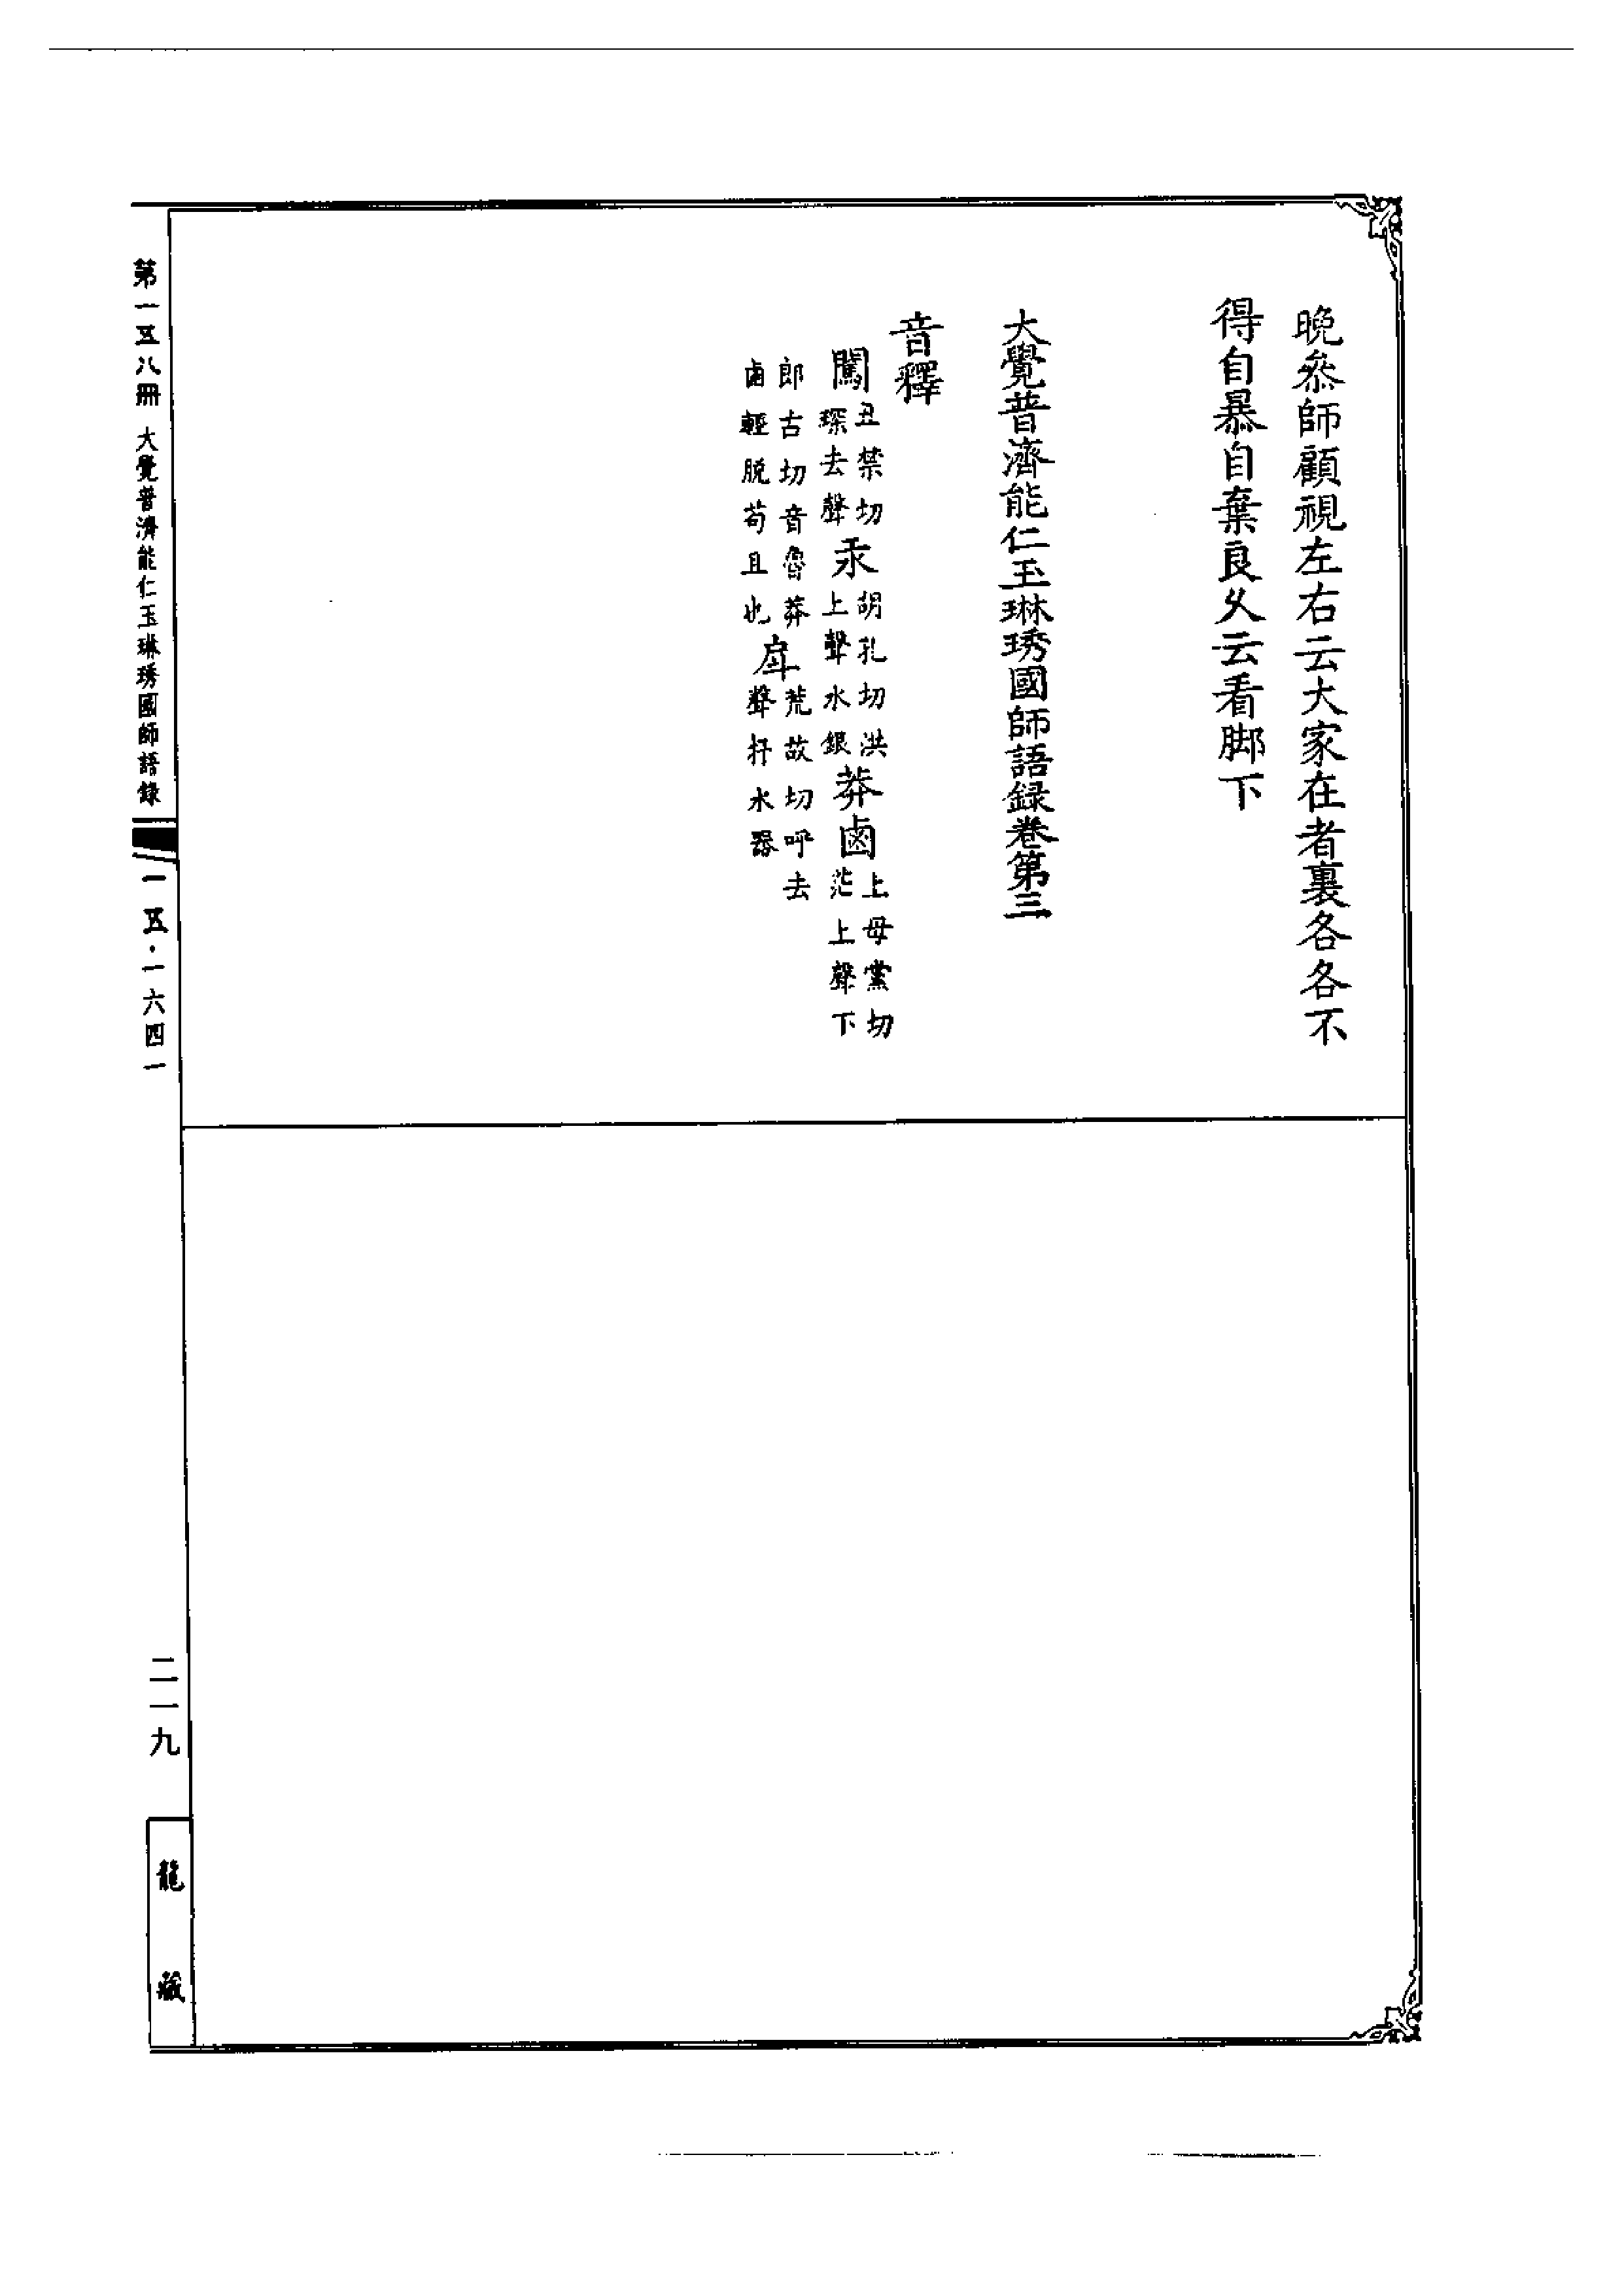 晚叅師顧視左右云大家在者裏各各不
得自暴自棄良乆云看脚下
大覺普濟能仁玉琳琇國師語録卷第三
音釋
闖丑禁切琛去聲汞胡孔切洪上聲水銀莽鹵上母黨切茫上聲下
郎古切音魯莽鹵輕脱苟且也戽荒故切呼去聲抒水器
第一五八冊 大覺普濟能仁玉琳琇國師語錄
一五·一六四一
二一九
龍藏